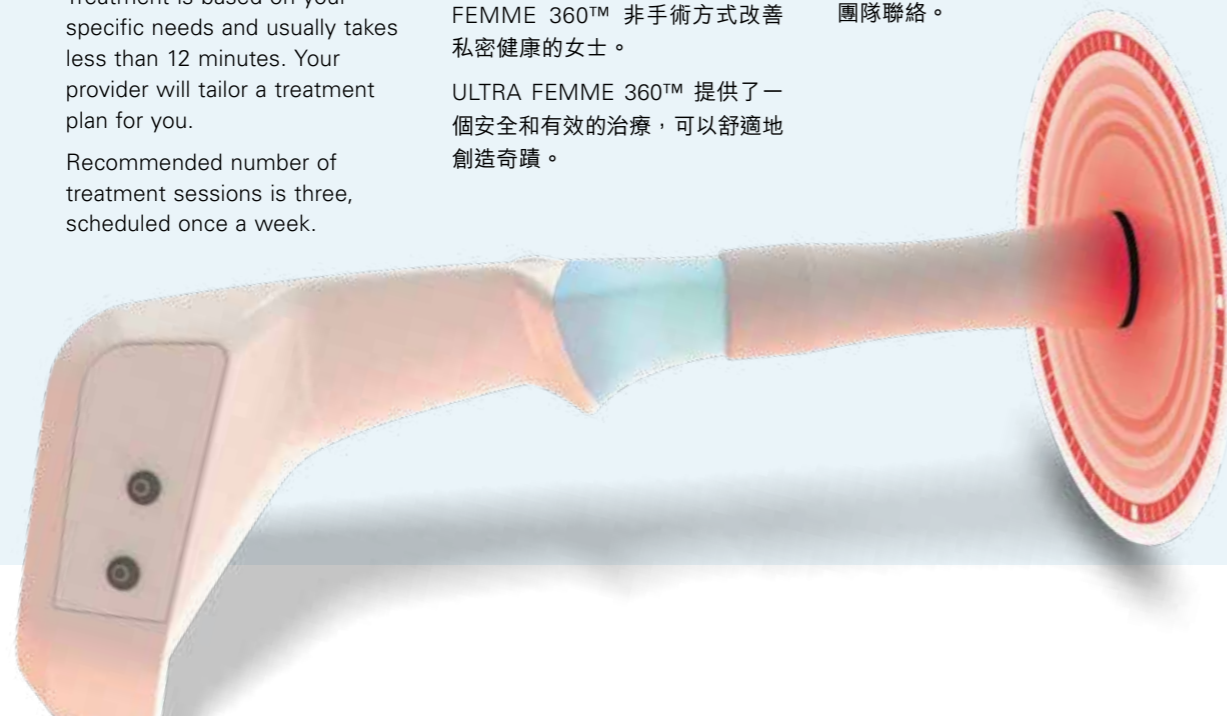 specific needs and usually takes
less than 12 minutes. Your
provider will tailor a treatment
plan for you.
Recommended number of
treatment sessions is three,
scheduled once a week.
FEMME 360™ 非手術方式改善
私密健康的女士。
ULTRA FEMME 360™ 提供了一
個安全和有效的治療，可以舒適地
創造奇蹟。
團隊聯絡。